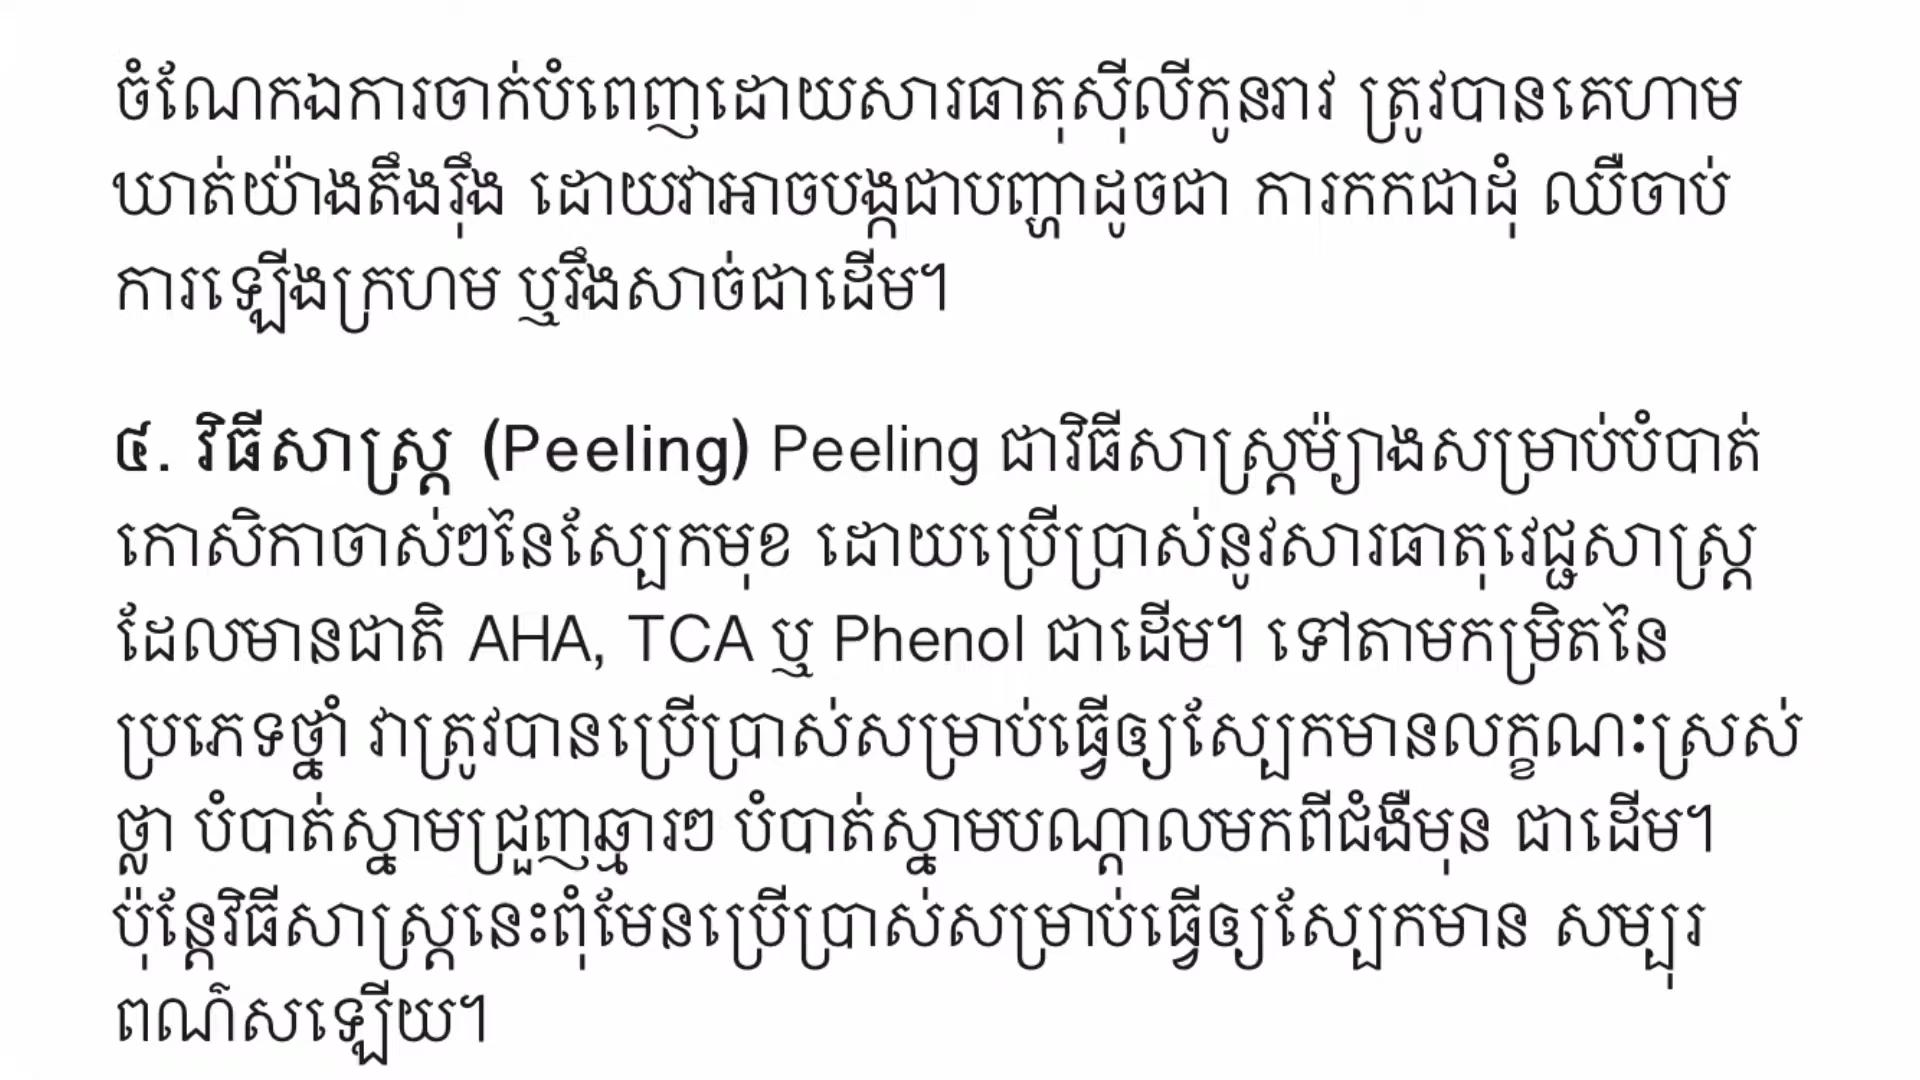 ចំណែកឯការចាក់បំពេញដោយសារធាតុស៊ីលីកូនរាវ ត្រូវបានគេហាម
ឃាត់យ៉ាងតឹងរ៉ឹង ដោយវាអាចបង្កជាបញ្ហាដូចជា ការកកជាដុំ ឈឺចាប់
ការឡើងក្រហម ឬរឹងសាច់ជាដើម។
៤. វិធីសាស្ត្រ (Peeling) Peeling ជាវិធីសាស្ត្រម៉្យាងសម្រាប់បំបាត់
កោសិកាចាស់ៗនៃស្បែកមុខ ដោយប្រើប្រាស់នូវសារធាតុវេជ្ជសាស្ត្រ
ដែលមានជាតិ AHA, TCA ឬ Phenol ជាដើម។ ទៅតាមកម្រិតនៃ
ប្រភេទថ្នាំ វាត្រូវបានប្រើប្រាស់សម្រាប់ធ្វើឲ្យស្បែកមានលក្ខណៈស្រស់
ថ្លា បំបាត់ស្នាមជ្រួញឆ្មារៗ បំបាត់ស្នាមបណ្តាលមកពីជំងឺមុន ជាដើម។
ប៉ុន្តែវិធីសាស្ត្រនេះពុំមែនប្រើប្រាស់សម្រាប់ធ្វើឲ្យស្បែកមាន សម្បុរ
ពណ៌សឡើយ។